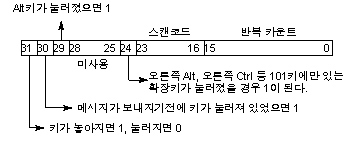 Alt키가 눌러졌으면 1
스캔코드 반복 카운트
31 30 29 28 25 24 23 16 15 0
미사용
오른쪽 Alt, 오른쪽 Ctrl 등 101키에만 있는
확장키가 눌러졌을 경우 1이 된다.
메시지가 보내지기전에 키가 눌러져 있었으면 1
키가 놓아지면 1, 눌러지면 0